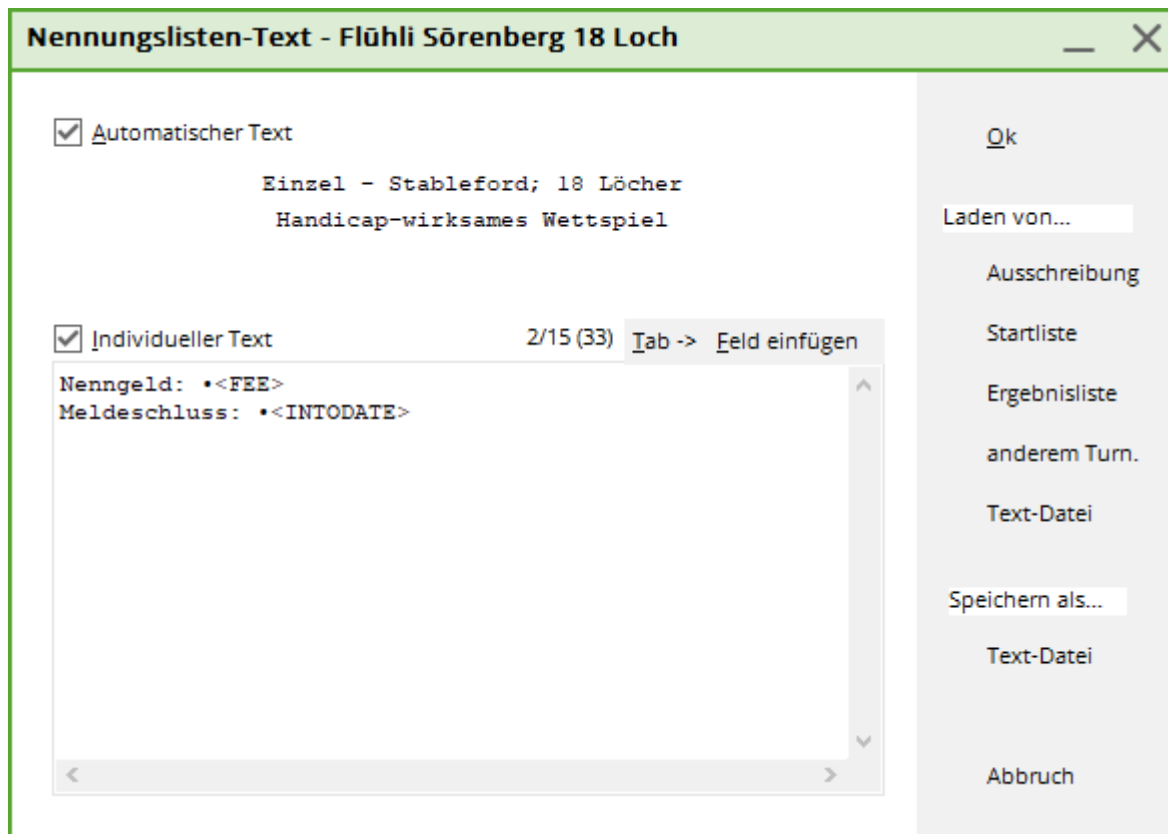 Nennungslisten-Text - Flühli Sörenberg 18 Loch
Automatischer Text
Einzel - Stableford; 18 Löcher
Handicap-wirksames Wettspiel
Individueller Text 2/15 (33) Tab -> Feld einfügen
Nenngeld: •<FEE>
Meldeschluss: •<INTODATE>
Ok
Laden von...
Ausschreibung
Startliste
Ergebnisliste
anderem Turn.
Text-Datei
Speichern als...
Text-Datei
Abbruch